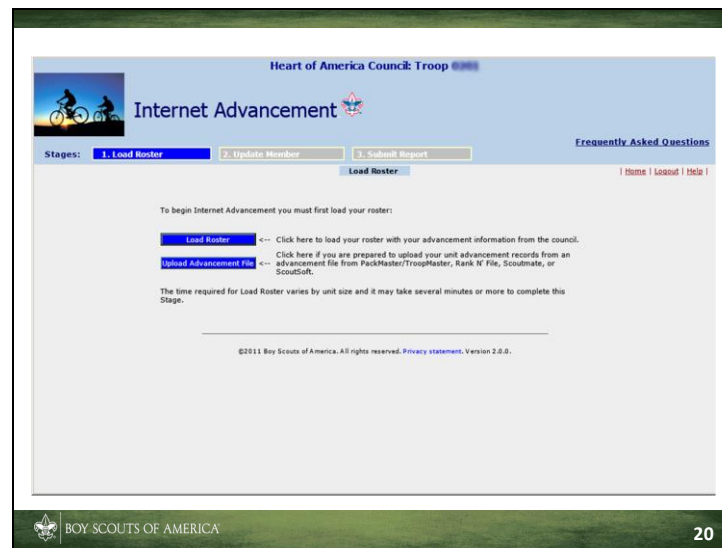 Heart of America Council: Troop
Internet Advancement
Frequently Asked Questions
Stages: 1. Load Roster 2. Update Member 3. Submit Report
Load Roster | Home | Logout | Help |
To begin Internet Advancement you must first load your roster:
Load Roster <-- Click here to load your roster with your advancement information from the council.
Click here if you are prepared to upload your unit advancement records from an
Upload Advancement File <-- advancement file from PackMaster/TroopMaster, Rank N' File, Scoutmate, or
ScoutSoft.
The time required for Load Roster varies by unit size and it may take several minutes or more to complete this
Stage.
©2011 Boy Scouts of America. All rights reserved. Privacy statement. Version 2.0.0.
BOY SCOUTS OF AMERICA
20